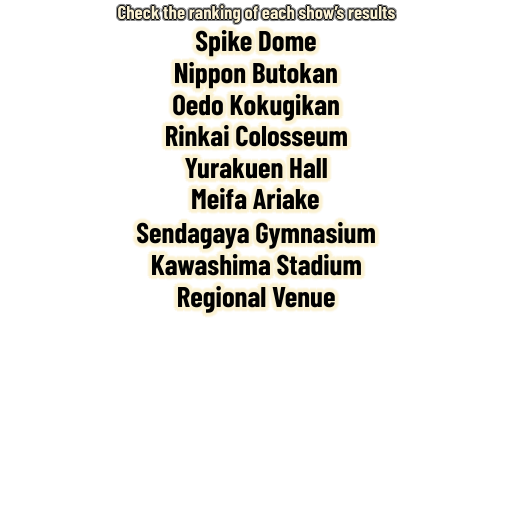 Check the ranking of each show's results
Spike Dome
Nippon Butokan
Oedo Kokugikan
Rinkai Colosseum
Yurakuen Hall
Meifa Ariake
Sendagaya Gymnasium
Kawashima Stadium
Regional Venue